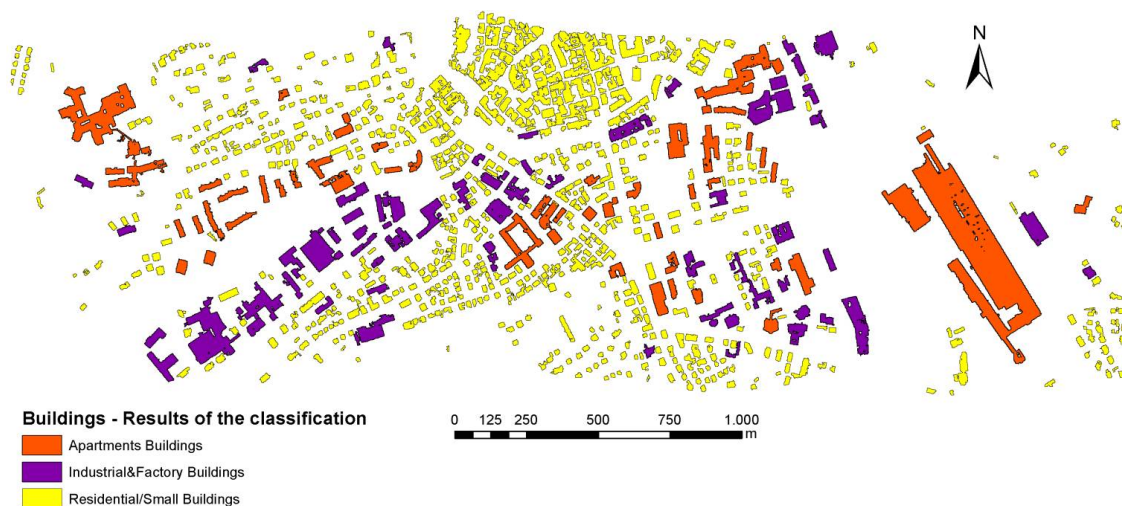 N
Buildings - Results of the classification
Apartments Buildings
Industrial&Factory Buildings
Residential/Small Buildings
0 125 250 500 750 1.000
m